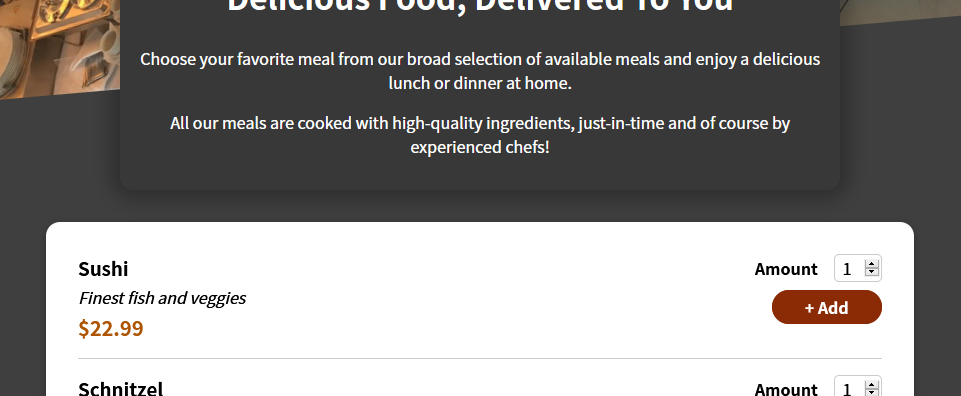 Delicious Food, Delivered To You
Choose your favorite meal from our broad selection of available meals and enjoy a delicious
lunch or dinner at home.
All our meals are cooked with high-quality ingredients, just-in-time and of course by
experienced chefs!
Sushi
Amount 1
Finest fish and veggies
+ Add
$22.99
Schnitzel
Amount 1